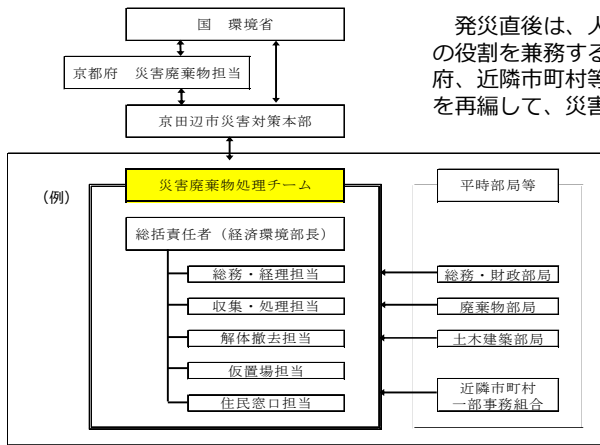 国　環境省
京都府　災害廃棄物担当
京田辺市災害対策本部
発災直後は、人
の役割を兼務する
府、近隣市町村等
を再編して、災害
（例）
災害廃棄物処理チーム
総括責任者（経済環境部長）
総務・経理担当
収集・処理担当
解体撤去担当
仮置場担当
住民窓口担当
平時部局等
総務・財政部局
廃棄物部局
土木建築部局
近隣市町村
一部事務組合